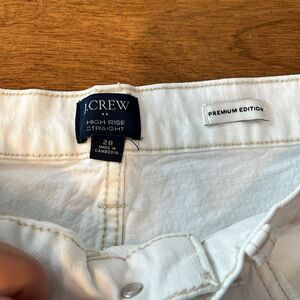 J.CREW
HIGH-RISE
STRAIGHT
28
MADE IN
CAMBODIA
PREMIUM EDITION